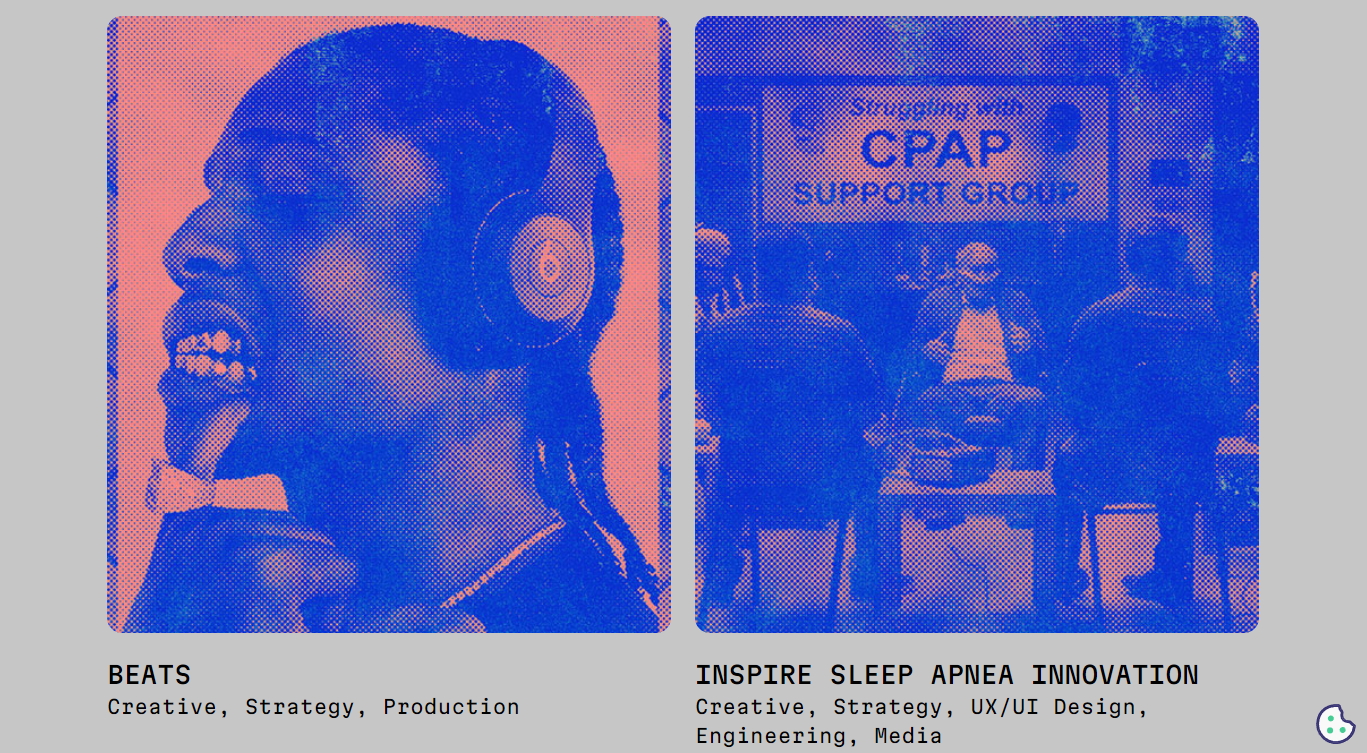 Struggling with
CPAP
SUPPORT GROUP
BEATS
Creative, Strategy, Production
INSPIRE SLEEP APNEA INNOVATION
Creative, Strategy, UX/UI Design,
Engineering, Media